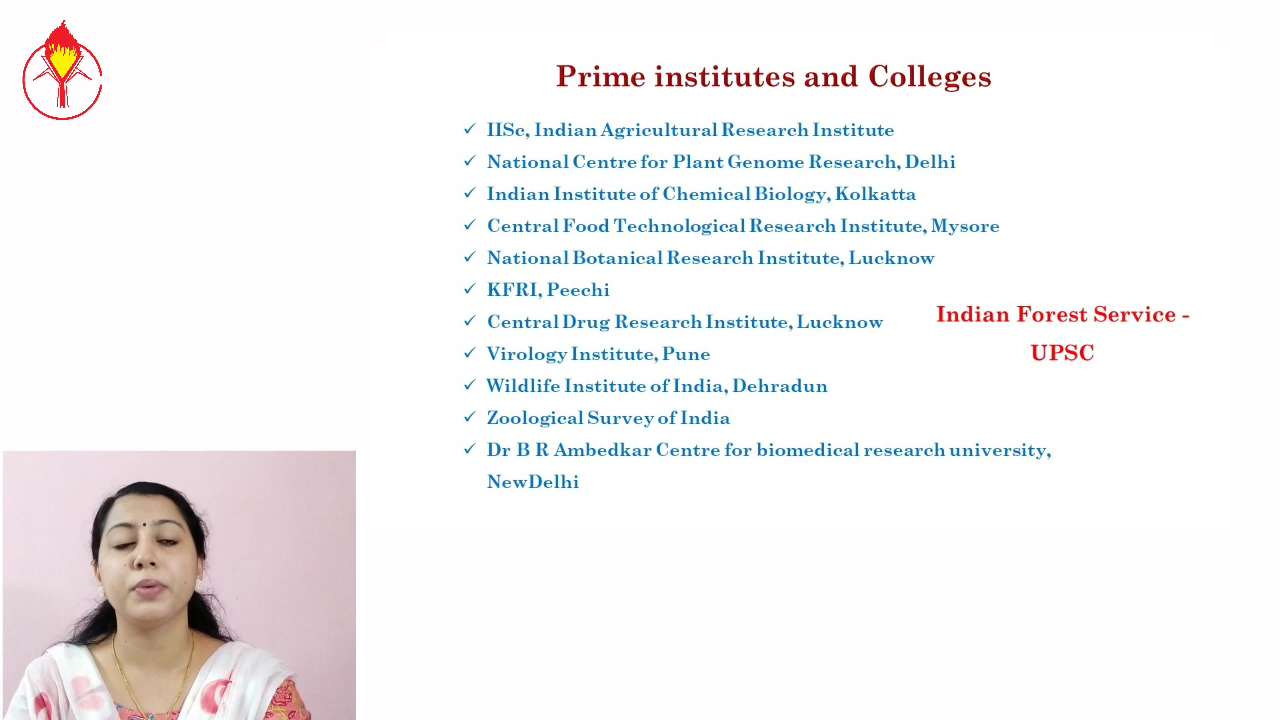 Prime institutes and Colleges
IISc, Indian Agricultural Research Institute
National Centre for Plant Genome Research, Delhi
Indian Institute of Chemical Biology, Kolkatta
Central Food Technological Research Institute, Mysore
National Botanical Research Institute, Lucknow
KFRI, Peechi
Central Drug Research Institute, Lucknow
Virology Institute, Pune
Wildlife Institute of India, Dehradun
Zoological Survey of India
Dr B R Ambedkar Centre for biomedical research university,
NewDelhi
Indian Forest Service -
UPSC